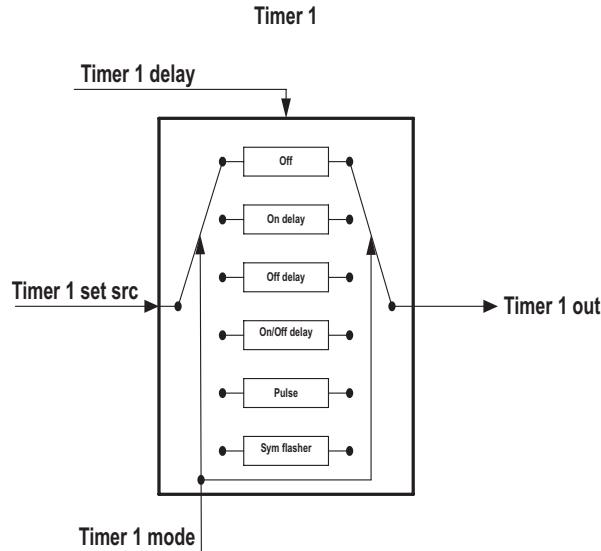 Timer 1
Timer 1 delay
Off
On delay
Off delay
Timer 1 set src
Timer 1 out
On/Off delay
Pulse
Sym flasher
Timer 1 mode